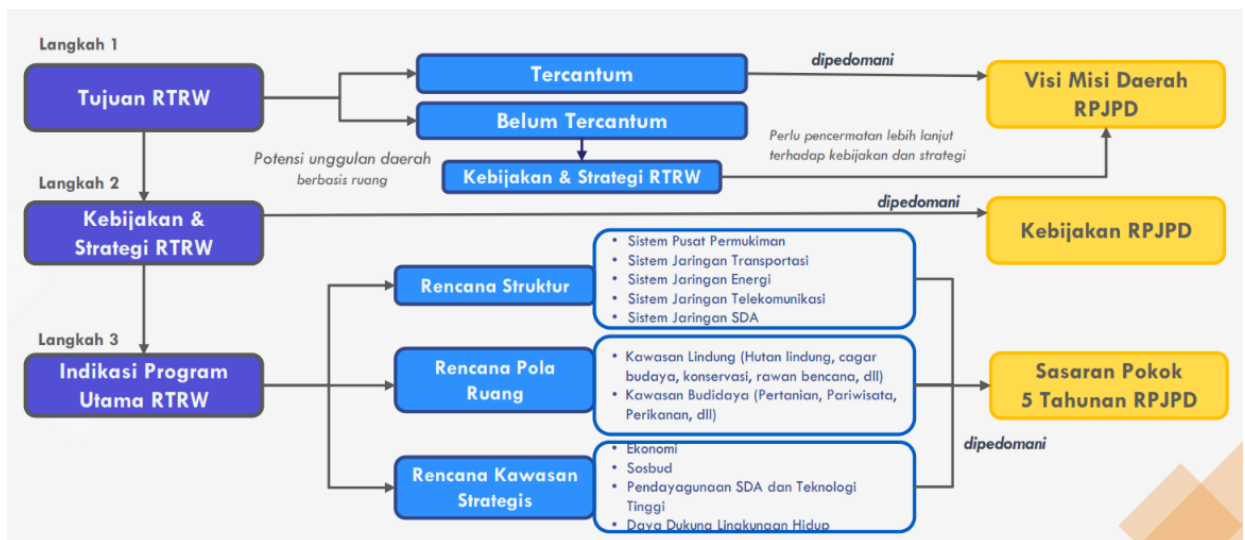 Langkah 1
Tujuan RTRW
Tercantum
dipedomani
Visi Misi Daerah
RPJPD
Belum Tercantum
Potensi unggulan daerah
berbasis ruang
Perlu pencermatan lebih lanjut
terhadap kebijakan dan strategi
Kebijakan & Strategi RTRW
Langkah 2
Kebijakan &
Strategi RTRW
dipedomani
Kebijakan RPJPD
Langkah 3
Indikasi Program
Utama RTRW
Rencana Struktur
• Sistem Pusat Permukiman
• Sistem Jaringan Transportasi
• Sistem Jaringan Energi
• Sistem Jaringan Telekomunikasi
• Sistem Jaringan SDA
Rencana Pola
Ruang
• Kawasan Lindung (Hutan lindung, cagar
budaya, konservasi, rawan bencana, dll)
• Kawasan Budidaya (Pertanian, Pariwisata,
Perikanan, dll)
Sasaran Pokok
5 Tahunan RPJPD
dipedomani
Rencana Kawasan
Strategis
• Ekonomi
• Sosbud
• Pendayagunaan SDA dan Teknologi
Tinggi
• Daya Dukung Lingkungan Hidup